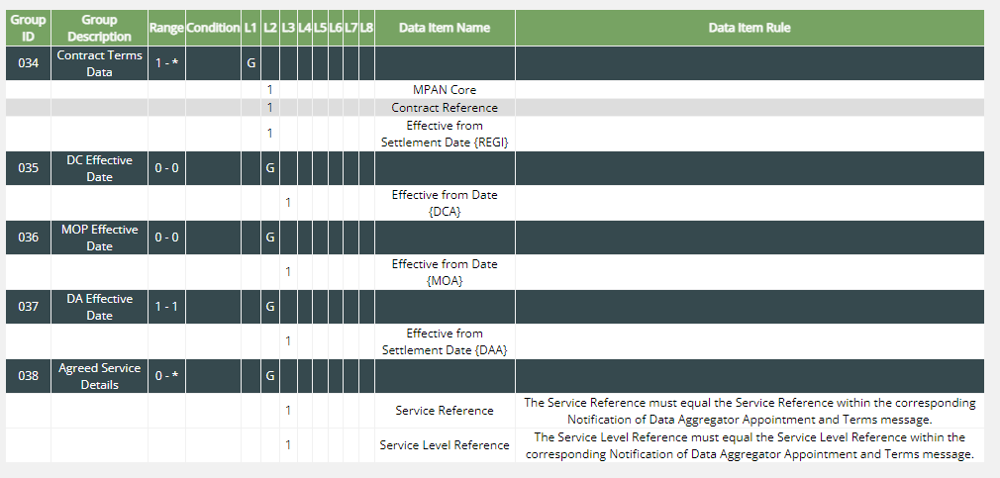 Group ID Group Description Range Condition L1 L2 L3 L4 L5 L6 L7 L8 Data Item Name Data Item Rule
034 Contract Terms Data 1 - * G
1 MPAN Core
1 Contract Reference
1 Effective from Settlement Date {REGI}
035 DC Effective Date 0 - 0 G
1 Effective from Date {DCA}
036 MOP Effective Date 0 - 0 G
1 Effective from Date {MOA}
037 DA Effective Date 1 - 1 G
1 Effective from Settlement Date {DAA}
038 Agreed Service Details 0 - * G
1 Service Reference The Service Reference must equal the Service Reference within the corresponding Notification of Data Aggregator Appointment and Terms message.
1 Service Level Reference The Service Level Reference must equal the Service Level Reference within the corresponding Notification of Data Aggregator Appointment and Terms message.